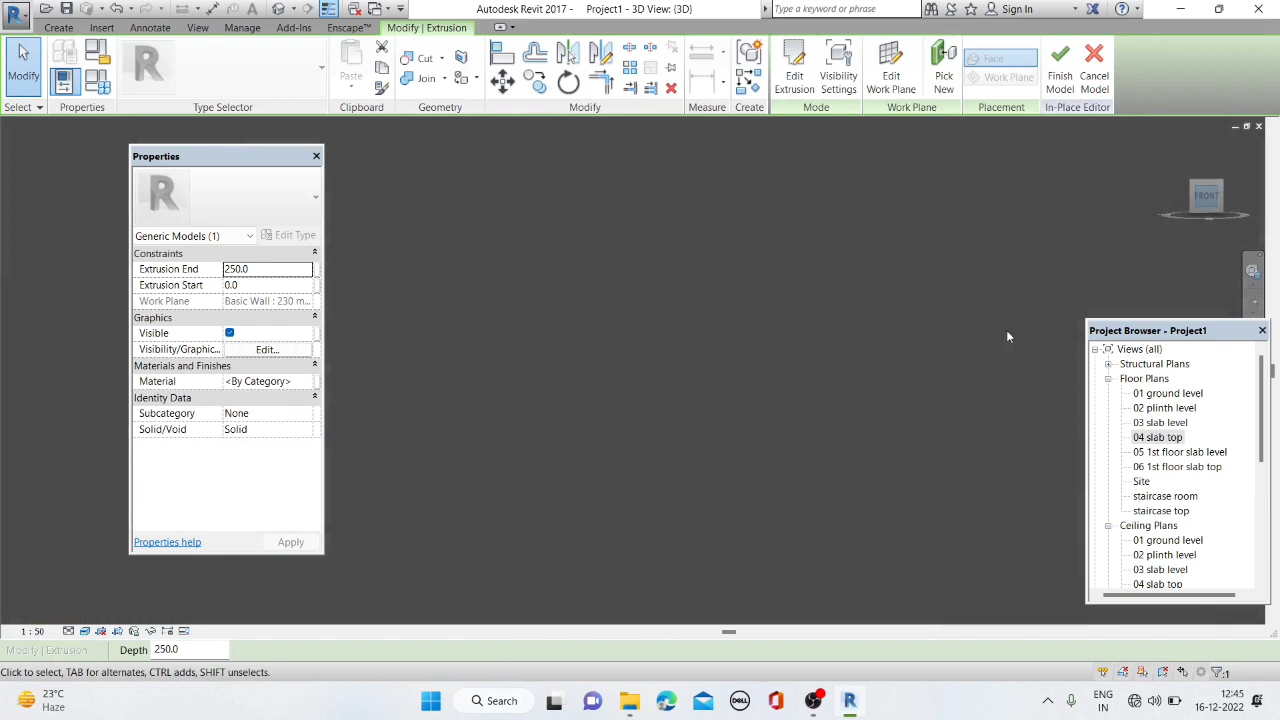 Autodesk Revit 2017 - Project1 - 3D View: {3D}
Type a keyword or phrase
Sign In
Create Insert Annotate View Manage Add-Ins Enscape™ Modify | Extrusion
Modify
Paste
Cut
Join
Edit Extrusion
Visibility Settings
Edit Work Plane
Pick New
Face
Work Plane
Finish Model
Cancel Model
Select Properties Type Selector Clipboard Geometry Modify Measure Create Mode Work Plane Placement In-Place Editor
FRONT
Properties
Generic Models (1) Edit Type
Constraints
Extrusion End 250.0
Extrusion Start 0.0
Work Plane Basic Wall : 230 m...
Graphics
Visible
Visibility/Graphic... Edit...
Materials and Finishes
Material <By Category>
Identity Data
Subcategory None
Solid/Void Solid
Properties help Apply
Project Browser - Project1
Views (all)
Structural Plans
Floor Plans
01 ground level
02 plinth level
03 slab level
04 slab top
05 1st floor slab level
06 1st floor slab top
Site
staircase room
staircase top
Ceiling Plans
01 ground level
02 plinth level
03 slab level
04 slab top
1 : 50
Modify | Extrusion Depth 250.0
Click to select, TAB for alternates, CTRL adds, SHIFT unselects.
:1
23°C
Haze
Search
DELL
ENG
IN
12:45
16-12-2022